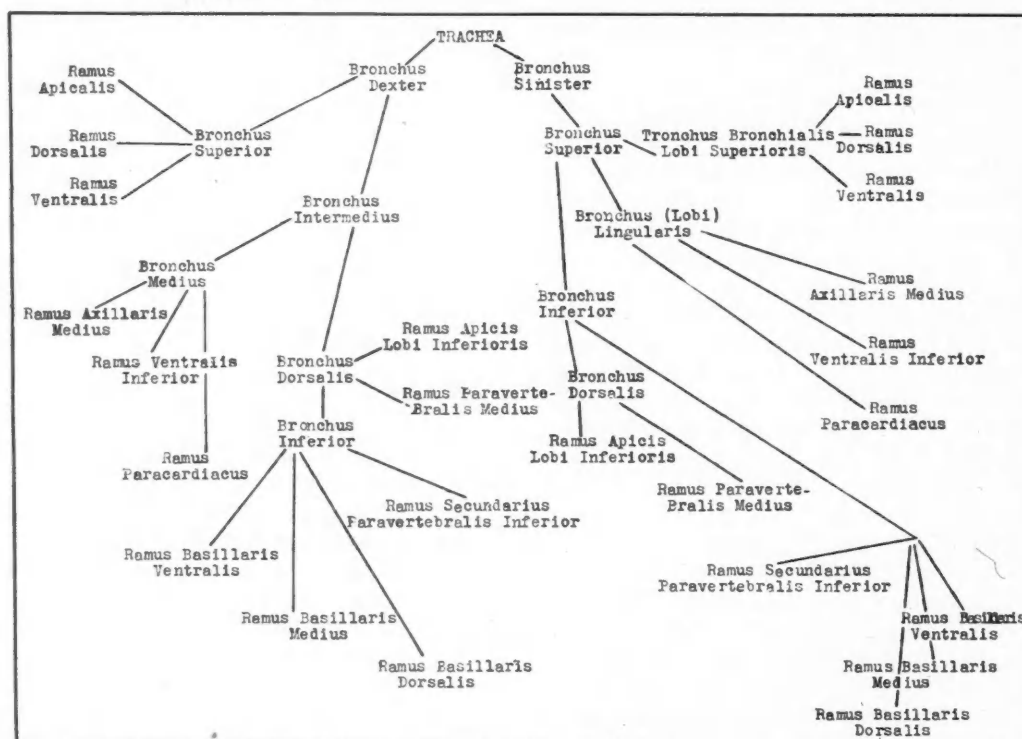 TRACHEA
Bronchus
Dexter
Bronchus
Sinister
Ramus
Apicalis
Ramus
Dorsalis
Ramus
Ventralis
Bronchus
Superior
Bronchus
Superior
Tronchus Bronchialis
Lobi Superioris
Ramus
Apicalis
Ramus
Dorsalis
Ramus
Ventralis
Bronchus
Intermedius
Bronchus (Lobi)
Lingularis
Bronchus
Medius
Ramus Axillaris
Medius
Ramus Ventralis
Inferior
Ramus
Paracardiacus
Bronchus
Dorsalis
Ramus Apicis
Lobi Inferioris
Ramus Paraverte-
Bralis Medius
Bronchus
Inferior
Ramus Secundarius
Paravertebralis Inferior
Ramus Basillaris
Ventralis
Ramus Basillaris
Medius
Ramus Basillaris
Dorsalis
Bronchus
Inferior
Bronchus
Dorsalis
Ramus Apicis
Lobi Inferioris
Ramus Paraverte-
Bralis Medius
Ramus
Axillaris Medius
Ramus
Ventralis Inferior
Ramus
Paracardiacus
Ramus Secundarius
Paravertebralis Inferior
Ramus Basillaris
Ventralis
Ramus Basillaris
Medius
Ramus Basillaris
Dorsalis